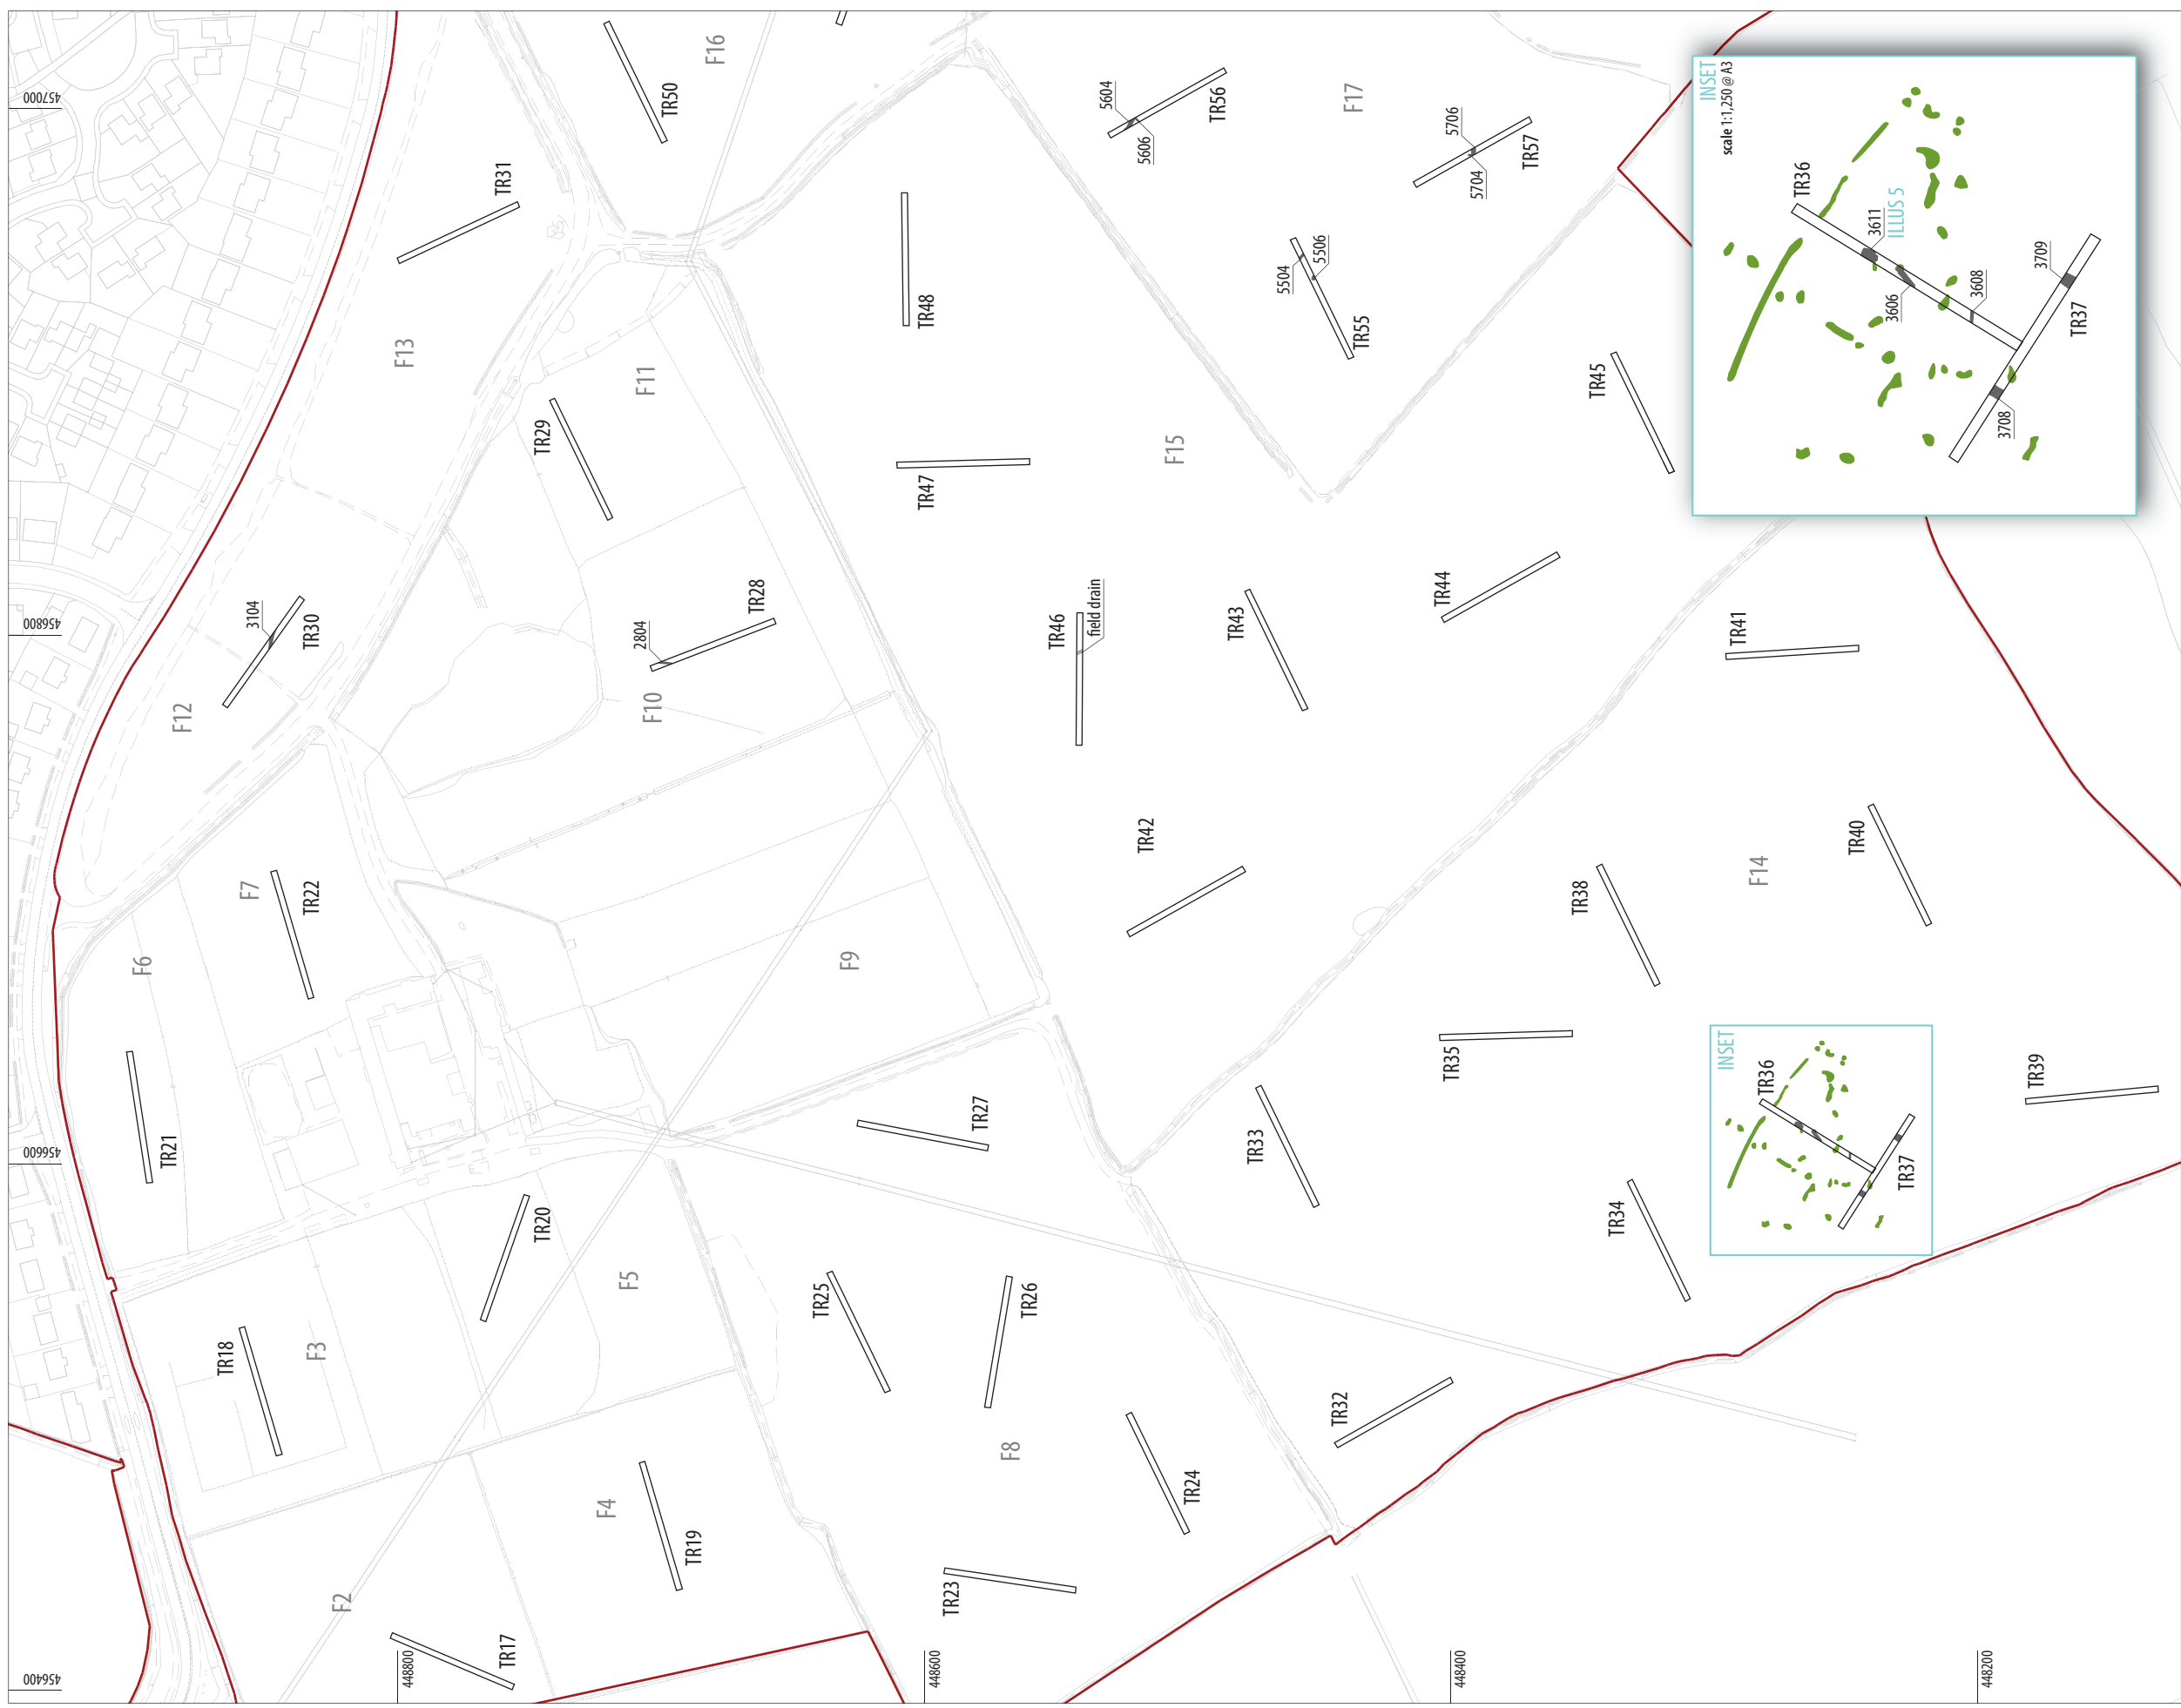 457000
456800
456600
456400
448800
448600
448400
448200
F16
TR50
TR31
F13
5604
5606
TR56
F17
5706
5704
TR57
TR48
5504
5506
TR55
F11
TR29
TR47
F15
TR45
INSET
scale 1:1,250 @ A3
TR36
3611
ILLUS 5
3606
3608
3709
TR37
3708
3104
TR30
F12
2804
TR28
F10
TR46
field drain
TR43
TR44
TR41
F7
TR22
F6
TR42
F9
TR38
F14
TR40
TR21
TR27
TR35
TR33
INSET
TR36
TR37
TR39
TR20
F5
TR18
F3
TR25
TR26
TR34
TR32
F8
F4
TR19
TR24
TR23
F2
TR17